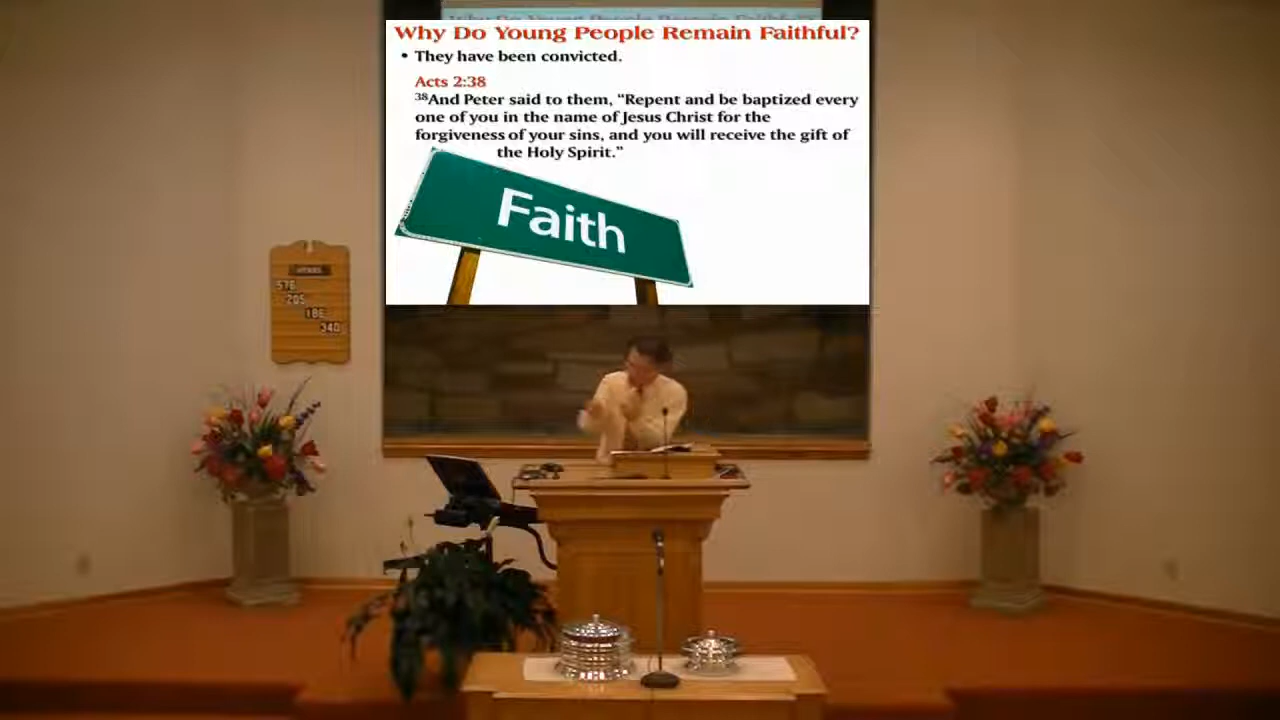 Why Do Young People Remain Faithful?
• They have been convicted.
Acts 2:38
38And Peter said to them, “Repent and be baptized every
one of you in the name of Jesus Christ for the
forgiveness of your sins, and you will receive the gift of
the Holy Spirit.”
Faith
576
205
186
340